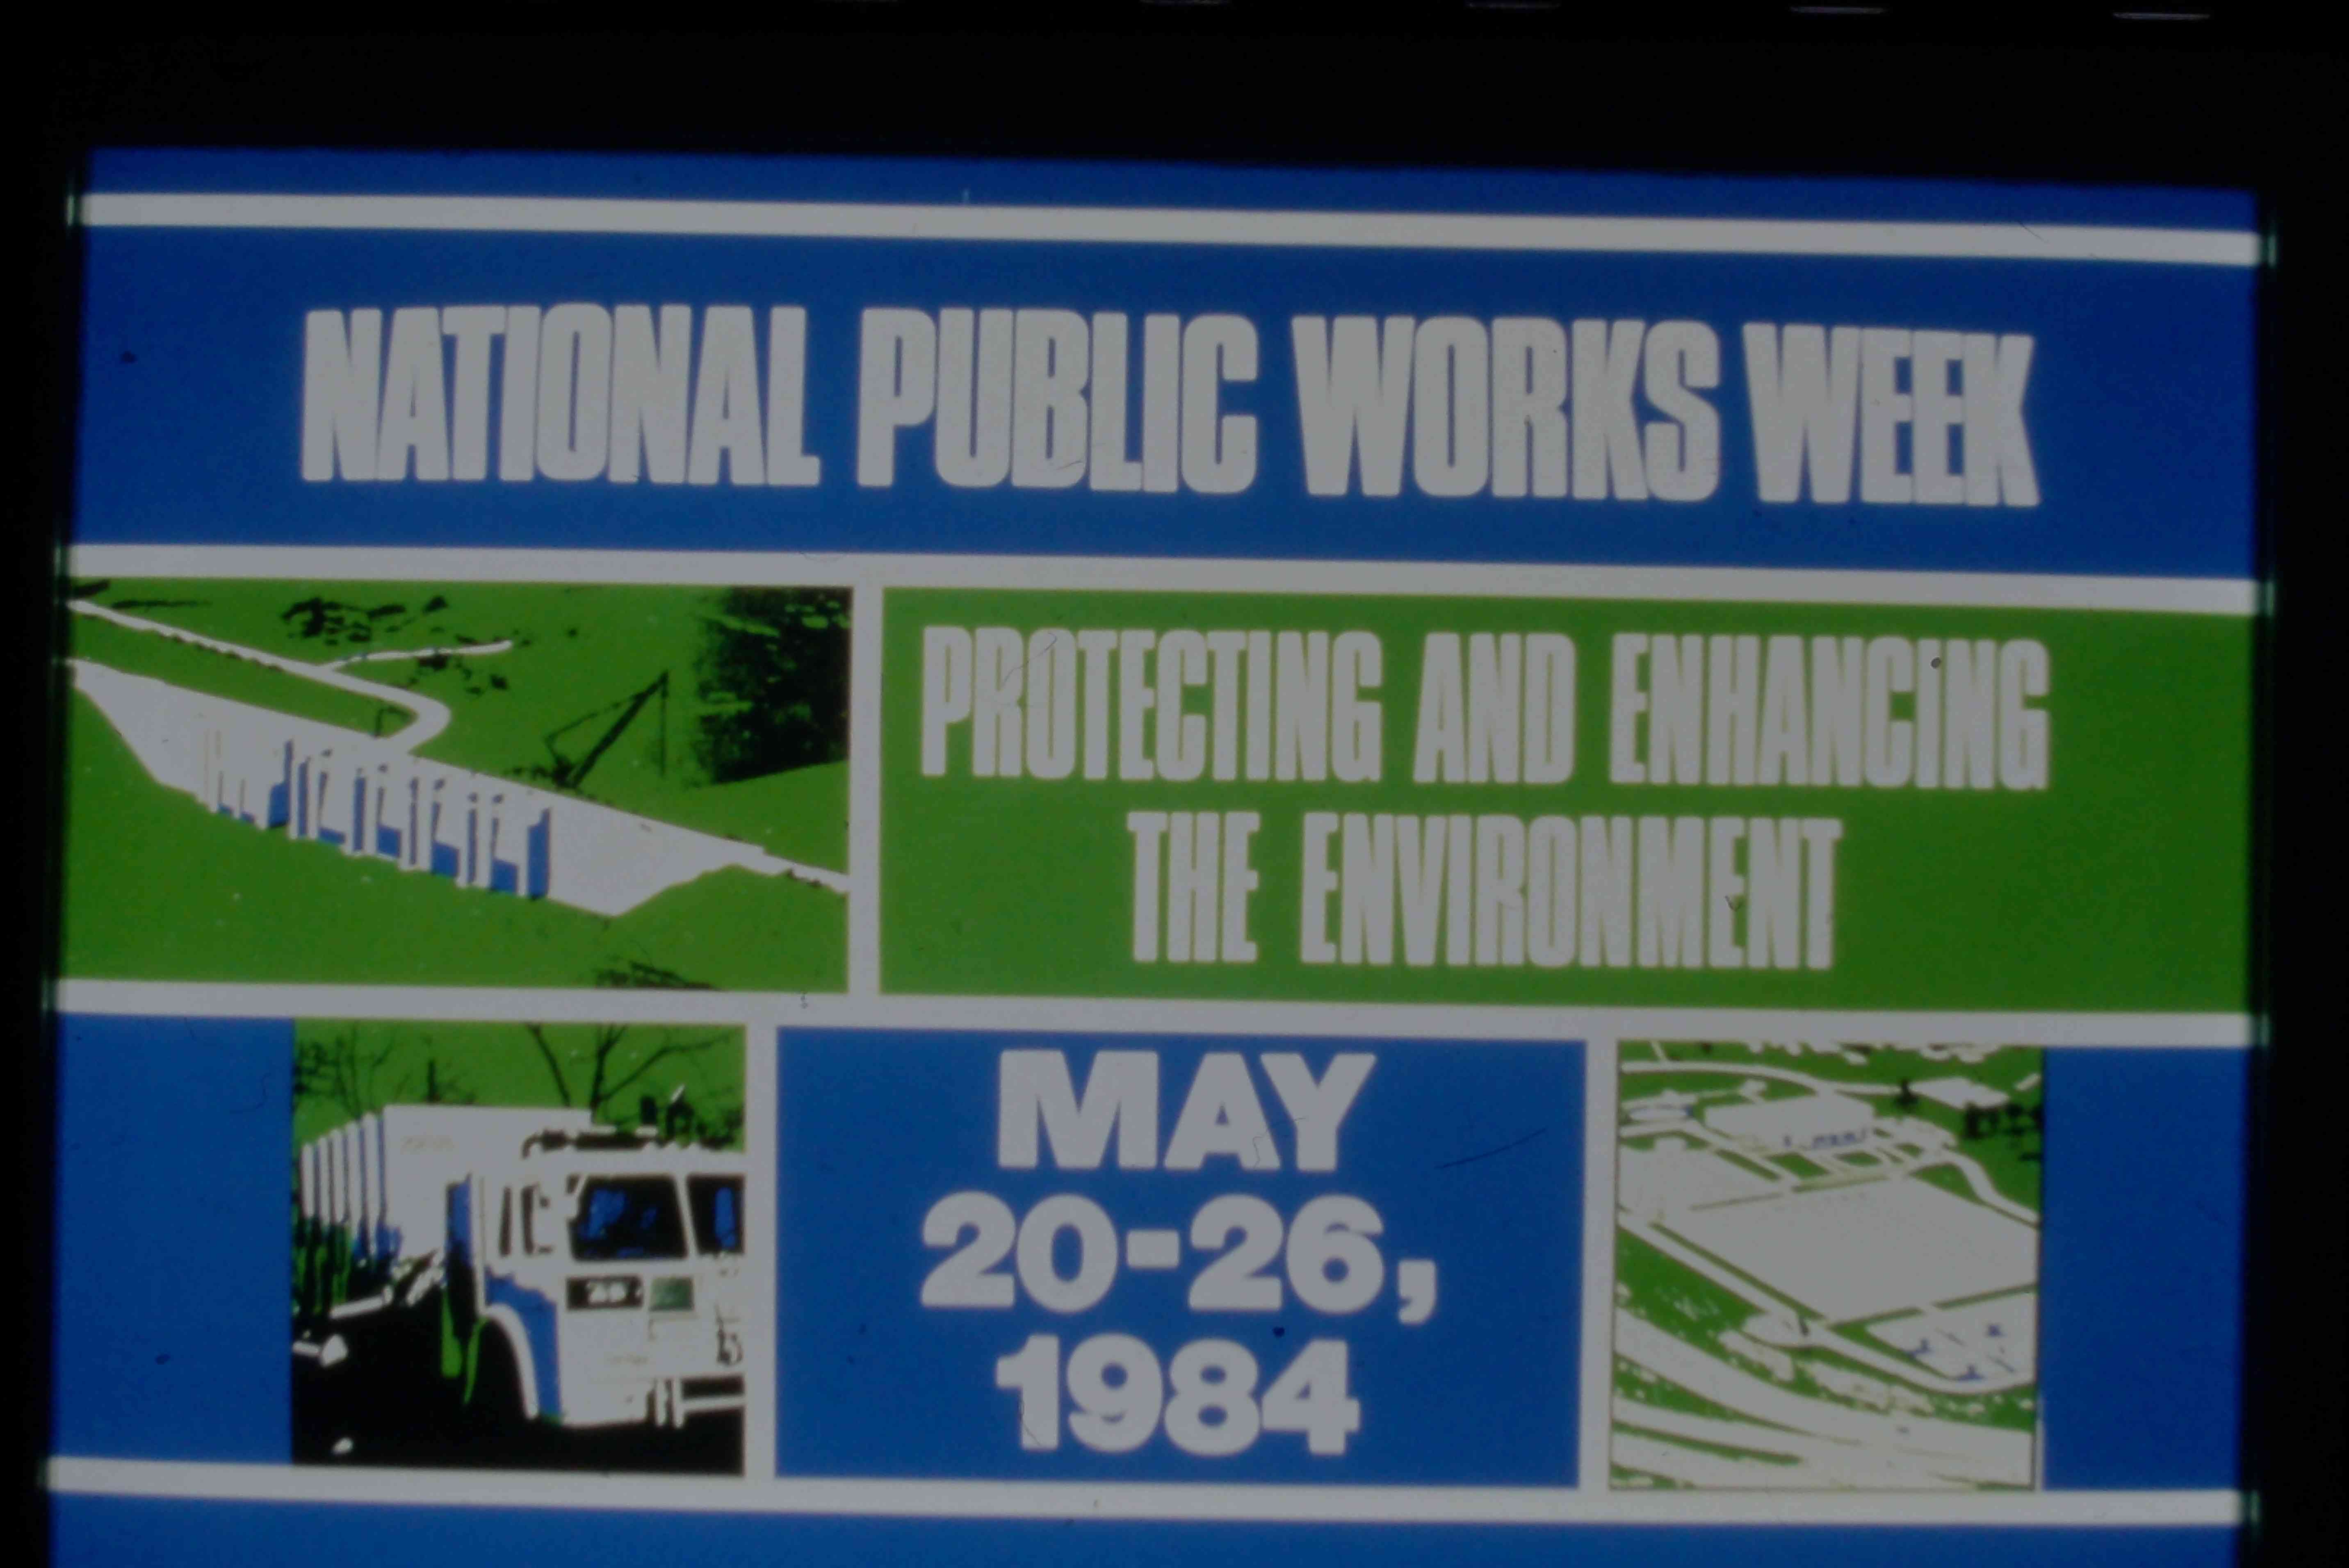 NATIONAL PUBLIC WORKS WEEK
PROTECTING AND ENHANCING
THE ENVIRONMENT
MAY
20-26,
1984